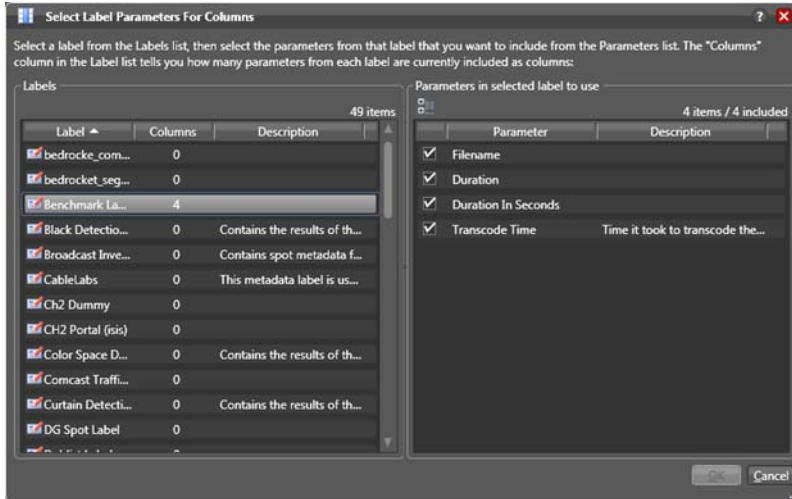 Select Label Parameters For Columns
Select a label from the Labels list, then select the parameters from that label that you want to include from the Parameters list. The "Columns"
column in the Label list tells you how many parameters from each label are currently included as columns:
Labels
49 items
Label Columns Description
bedrocke_com... 0
bedrocket_seg... 0
Benchmark La... 4
Black Detectio... 0 Contains the results of th...
Broadcast Inve... 0 Contains spot metadata f...
CableLabs 0 This metadata label is us...
Ch2 Dummy 0
CH2 Portal (isis) 0
Color Space D... 0 Contains the results of th...
Comcast Traffi... 0
Curtain Detecti... 0 Contains the results of th...
DG Spot Label 0
Parameters in selected label to use
4 items / 4 included
Parameter Description
Filename
Duration
Duration In Seconds
Transcode Time Time it took to transcode the...
OK Cancel